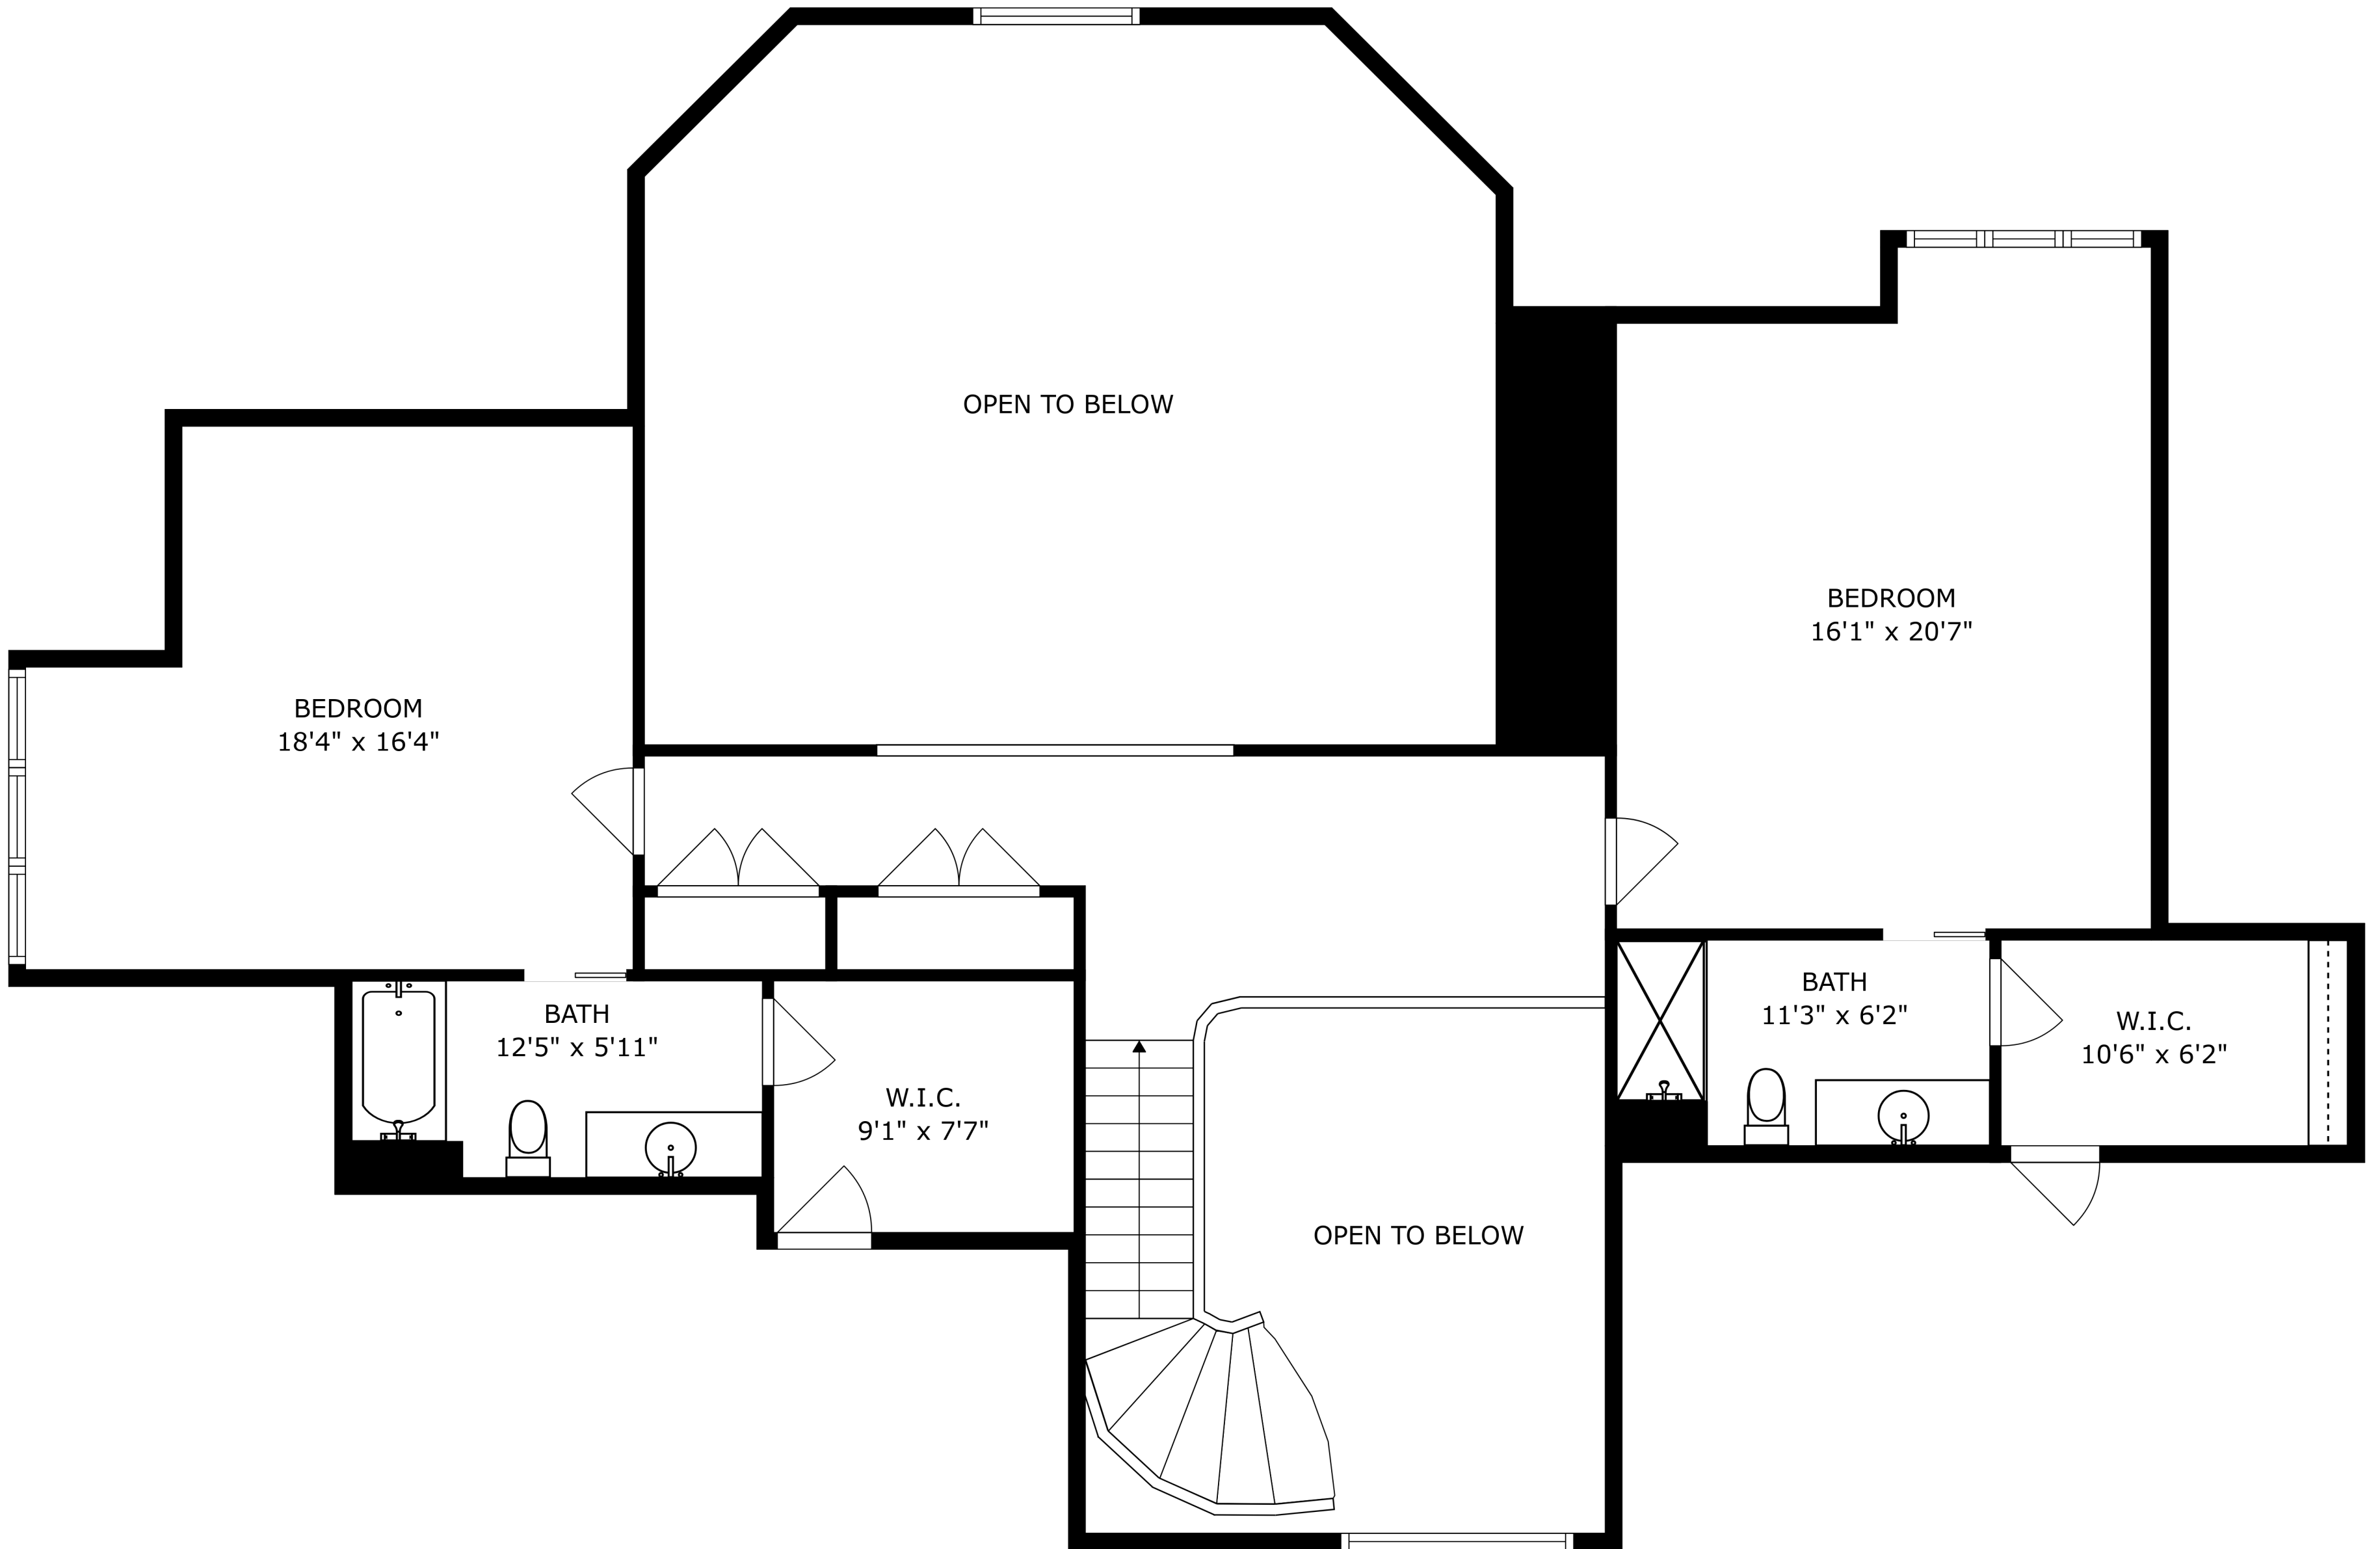 OPEN TO BELOW
BEDROOM
16'1" x 20'7"
BEDROOM
18'4" x 16'4"
BATH
11'3" x 6'2"
BATH
12'5" x 5'11"
W.I.C.
10'6" x 6'2"
W.I.C.
9'1" x 7'7"
OPEN TO BELOW